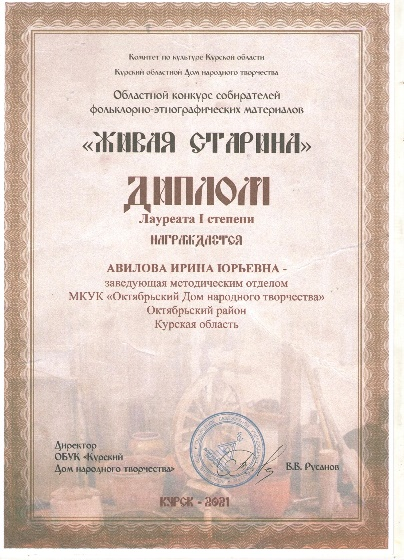 Комитет по культуре Курской области
Курский областной Дом народного творчества
Областной конкурс собирателей
фольклорно-этнографических материалов
«ЖИВАЯ СТАРИНА»
ДИПЛОМ
Лауреата I степени
НАГРАЖДАЕТСЯ
АВИЛОВА ИРИНА ЮРЬЕВНА -
заведующая методическим отделом
МКУК «Октябрьский Дом народного творчества»
Октябрьский район
Курская область
Директор
ОБУК «Курский
Дом народного творчества»
В.В. Русанов
КУРСК - 2021